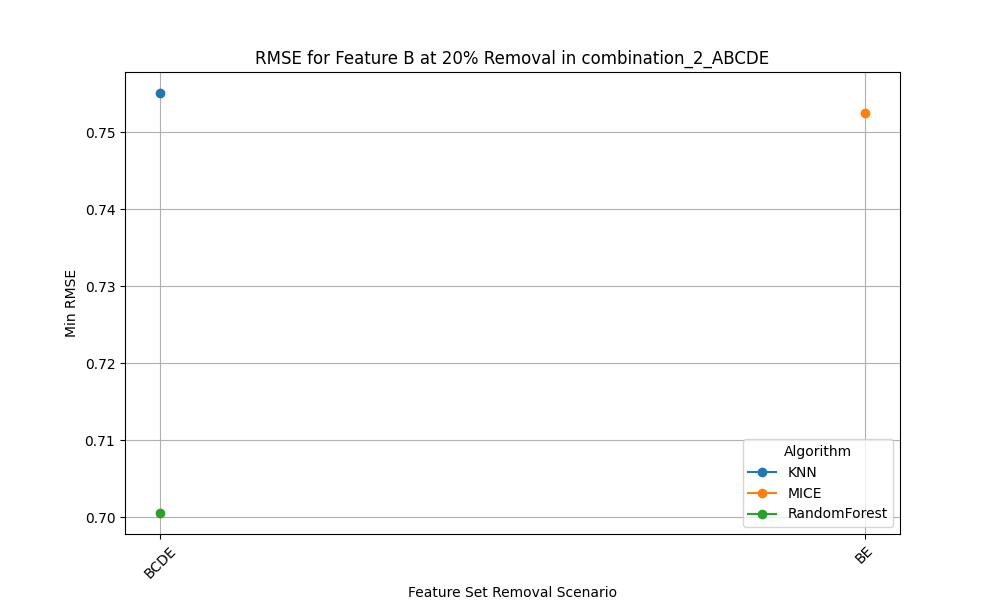 RMSE for Feature B at 20% Removal in combination_2_ABCDE
Min RMSE
0.75
0.74
0.73
0.72
0.71
0.70
Algorithm
KNN
MICE
RandomForest
BCDE
BE
Feature Set Removal Scenario